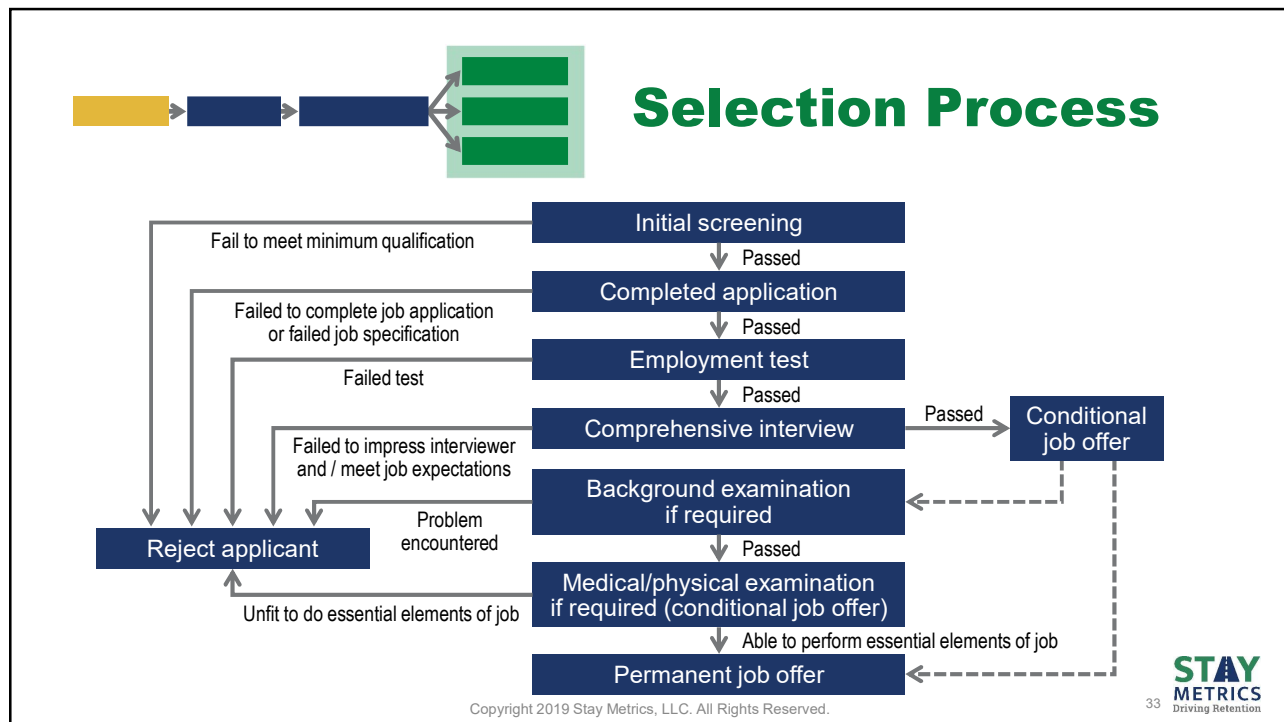 Selection Process
Initial screening
Fail to meet minimum qualification
Passed
Completed application
Failed to complete job application
or failed job specification
Passed
Employment test
Failed test
Passed
Comprehensive interview
Passed
Conditional
job offer
Failed to impress interviewer
and / meet job expectations
Background examination
if required
Problem
encountered
Reject applicant
Passed
Medical/physical examination
if required (conditional job offer)
Unfit to do essential elements of job
Able to perform essential elements of job
Permanent job offer
Copyright 2019 Stay Metrics, LLC. All Rights Reserved.
33
STAY
METRICS
Driving Retention